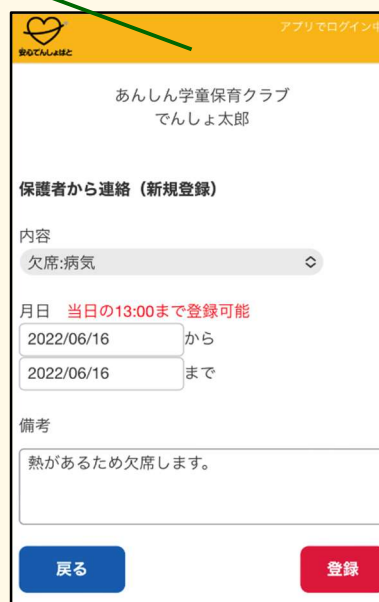 安心でんしょばと
アプリでログイン中
あんしん学童保育クラブ
でんしょ太郎
保護者から連絡（新規登録）
内容
欠席:病気
月日 当日の13:00まで登録可能
2022/06/16 から
2022/06/16 まで
備考
熱があるため欠席します。
戻る 登録